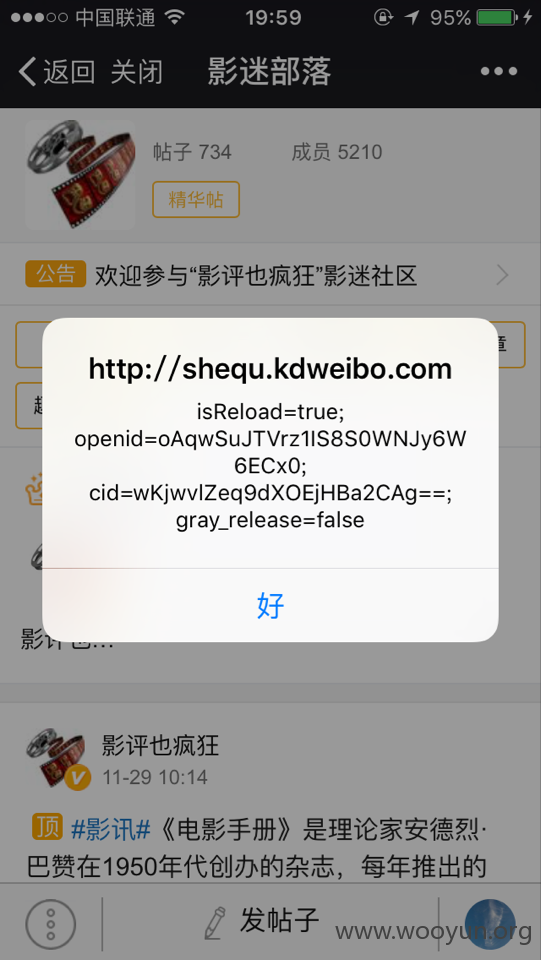 中国联通 19:59 95%
返回 关闭 影迷部落
帖子 734 成员 5210
精华帖
公告 欢迎参与“影评也疯狂”影迷社区
http://shequ.kdweibo.com
isReload=true;
openid=oAqwSuJTVrz1IS8S0WNJy6W
6ECx0;
cid=wKjwvlZeq9dXOEjHBa2CAg==;
gray_release=false
好
影评也…
影评也疯狂
11-29 10:14
顶 #影讯#《电影手册》是理论家安德烈·
巴赞在1950年代创办的杂志，每年推出的
发帖子
www.wooyun.org